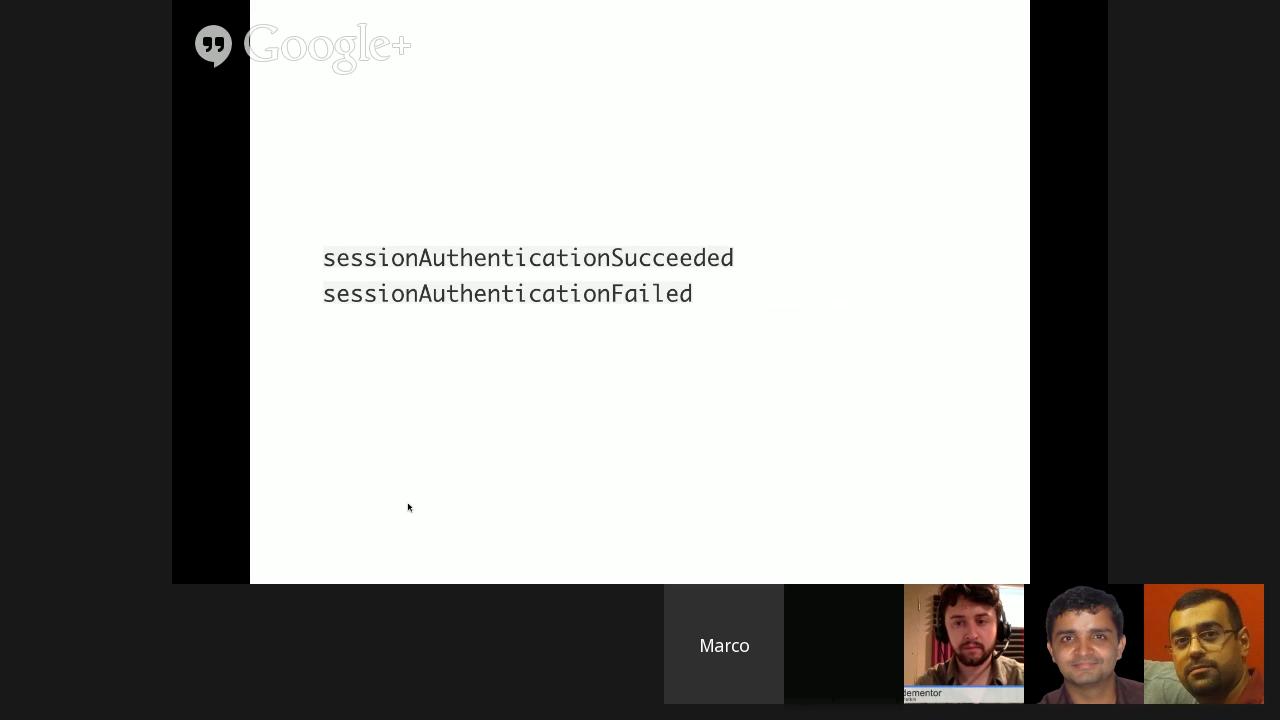 Google+
sessionAuthenticationSucceeded
sessionAuthenticationFailed
Marco
dementor